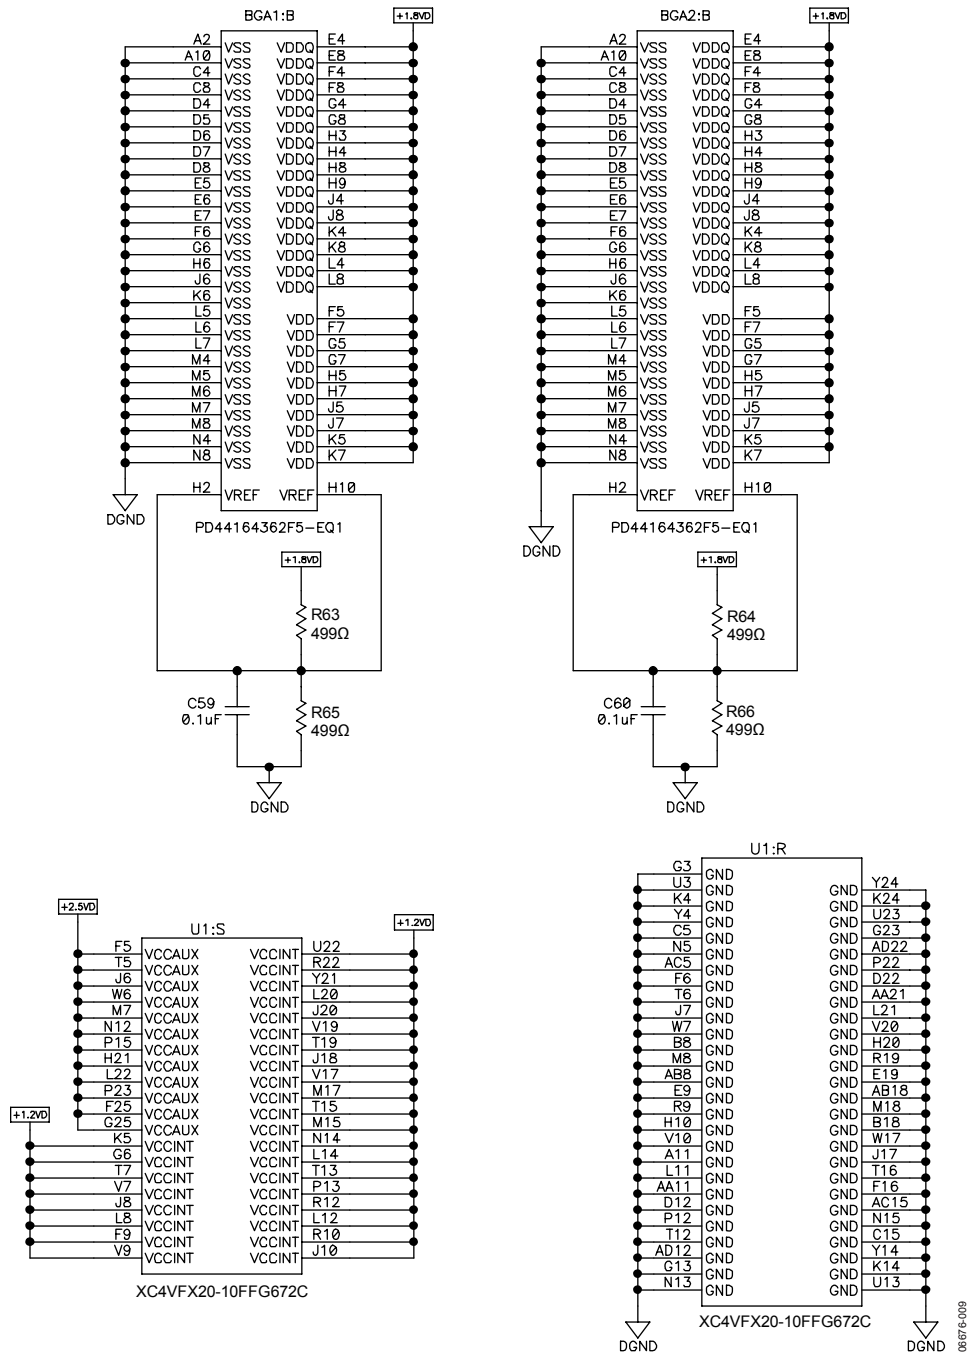 BGA1:B
+1.8VD
A2 VSS VDDQ E4
A10 VSS VDDQ E8
C4 VSS VDDQ F4
C8 VSS VDDQ F8
D4 VSS VDDQ G4
D5 VSS VDDQ G8
D6 VSS VDDQ H3
D7 VSS VDDQ H4
D8 VSS VDDQ H8
E5 VSS VDDQ H9
E6 VSS VDDQ J4
E7 VSS VDDQ J8
F6 VSS VDDQ K4
G6 VSS VDDQ K8
H6 VSS VDDQ L4
J6 VSS VDDQ L8
K6 VSS
L5 VSS VDD F5
L6 VSS VDD F7
L7 VSS VDD G5
M4 VSS VDD G7
M5 VSS VDD H5
M6 VSS VDD H7
M7 VSS VDD J5
M8 VSS VDD J7
N4 VSS VDD K5
N8 VSS VDD K7
H2 VREF VREF H10
DGND
PD44164362F5-EQ1
+1.8VD
R63
499Ω
C59
0.1uF
R65
499Ω
DGND
BGA2:B
+1.8VD
A2 VSS VDDQ E4
A10 VSS VDDQ E8
C4 VSS VDDQ F4
C8 VSS VDDQ F8
D4 VSS VDDQ G4
D5 VSS VDDQ G8
D6 VSS VDDQ H3
D7 VSS VDDQ H4
D8 VSS VDDQ H8
E5 VSS VDDQ H9
E6 VSS VDDQ J4
E7 VSS VDDQ J8
F6 VSS VDDQ K4
G6 VSS VDDQ K8
H6 VSS VDDQ L4
J6 VSS VDDQ L8
K6 VSS
L5 VSS VDD F5
L6 VSS VDD F7
L7 VSS VDD G5
M4 VSS VDD G7
M5 VSS VDD H5
M6 VSS VDD H7
M7 VSS VDD J5
M8 VSS VDD J7
N4 VSS VDD K5
N8 VSS VDD K7
H2 VREF VREF H10
DGND
PD44164362F5-EQ1
+1.8VD
R64
499Ω
C60
0.1uF
R66
499Ω
DGND
+2.5VD
U1:S
+1.2VD
F5 VCCAUX VCCINT U22
T5 VCCAUX VCCINT R22
J6 VCCAUX VCCINT Y21
W6 VCCAUX VCCINT L20
M7 VCCAUX VCCINT J20
N12 VCCAUX VCCINT V19
P15 VCCAUX VCCINT T19
H21 VCCAUX VCCINT J18
L22 VCCAUX VCCINT V17
P23 VCCAUX VCCINT M17
F25 VCCAUX VCCINT T15
G25 VCCAUX VCCINT M15
+1.2VD
K5 VCCINT VCCINT N14
G6 VCCINT VCCINT L14
T7 VCCINT VCCINT T13
V7 VCCINT VCCINT P13
J8 VCCINT VCCINT R12
L8 VCCINT VCCINT L12
F9 VCCINT VCCINT R10
V9 VCCINT VCCINT J10
XC4VFX20-10FFG672C
U1:R
G3 GND
U3 GND GND Y24
K4 GND GND K24
Y4 GND GND U23
C5 GND GND G23
N5 GND GND AD22
AC5 GND GND P22
F6 GND GND D22
T6 GND GND AA21
J7 GND GND L21
W7 GND GND V20
B8 GND GND H20
M8 GND GND R19
AB8 GND GND E19
E9 GND GND AB18
R9 GND GND M18
H10 GND GND B18
V10 GND GND W17
A11 GND GND J17
L11 GND GND T16
AA11 GND GND F16
D12 GND GND AC15
P12 GND GND N15
T12 GND GND C15
AD12 GND GND Y14
G13 GND GND K14
N13 GND GND U13
XC4VFX20-10FFG672C
DGND
DGND
06676-009